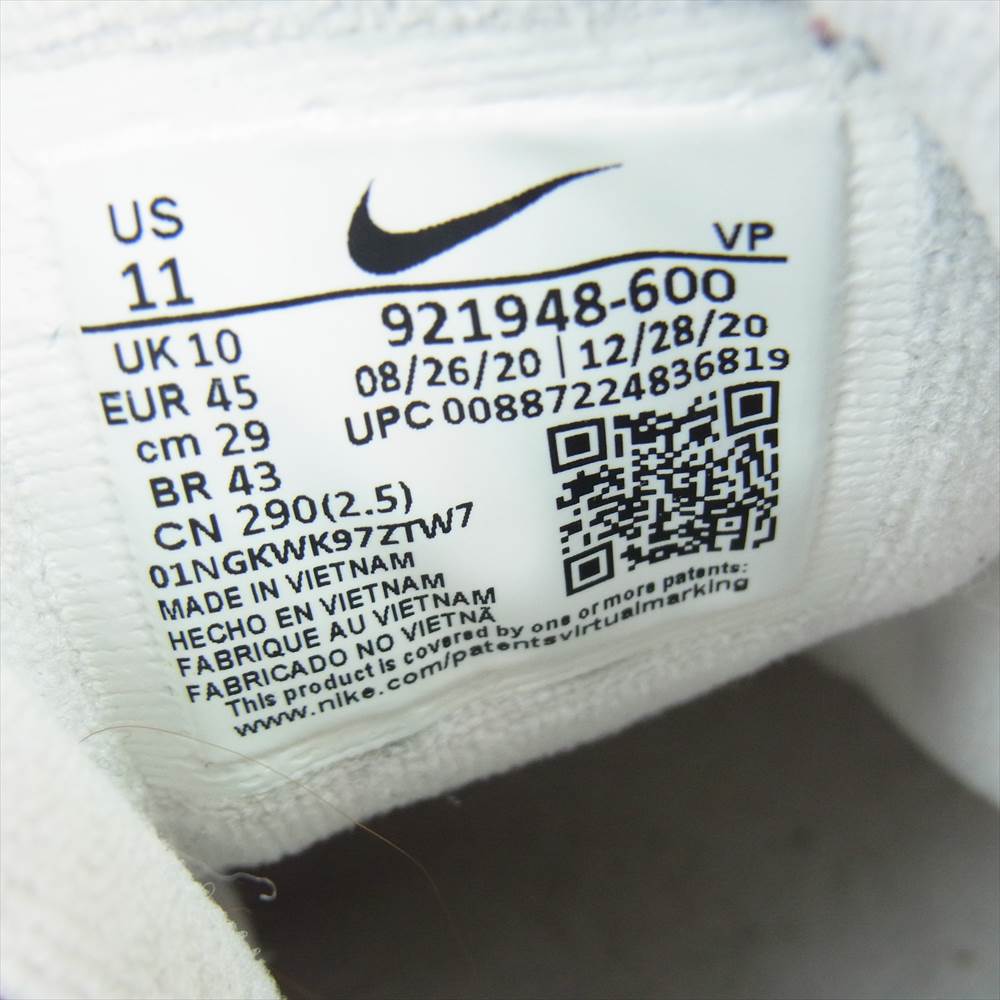 US
11
VP
921948-600
08/26/20 | 12/28/20
UPC 00887224836819
UK 10
EUR 45
cm 29
BR 43
CN 290(2.5)
01NGKWK97ZTW7
MADE IN VIETNAM
HECHO EN VIETNAM
FABRIQUE AU VIETNAM
FABRICADO NO VIETNÃ
This product is covered by one or more patents:
www.nike.com/patentsvirtualmarking